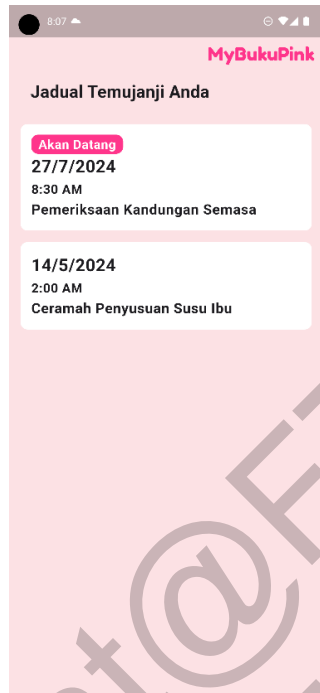 8:07
MyBukuPink
Jadual Temujanji Anda
Akan Datang
27/7/2024
8:30 AM
Pemeriksaan Kandungan Semasa
14/5/2024
2:00 AM
Ceramah Penyusuan Susu Ibu